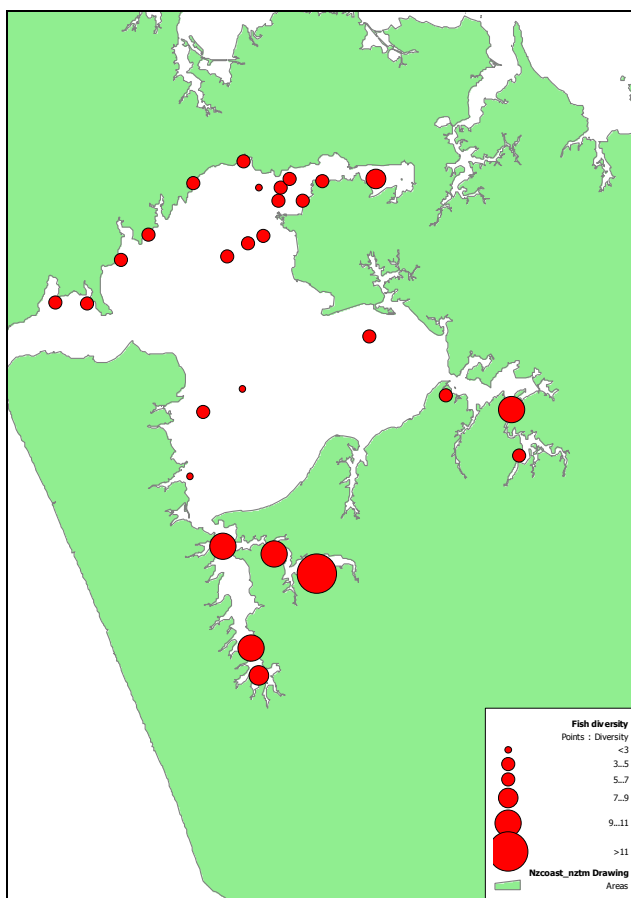 Fish diversity
Points : Diversity
<3
3...5
5...7
7...9
9...11
>11
Nzcoast_nztm Drawing
Areas